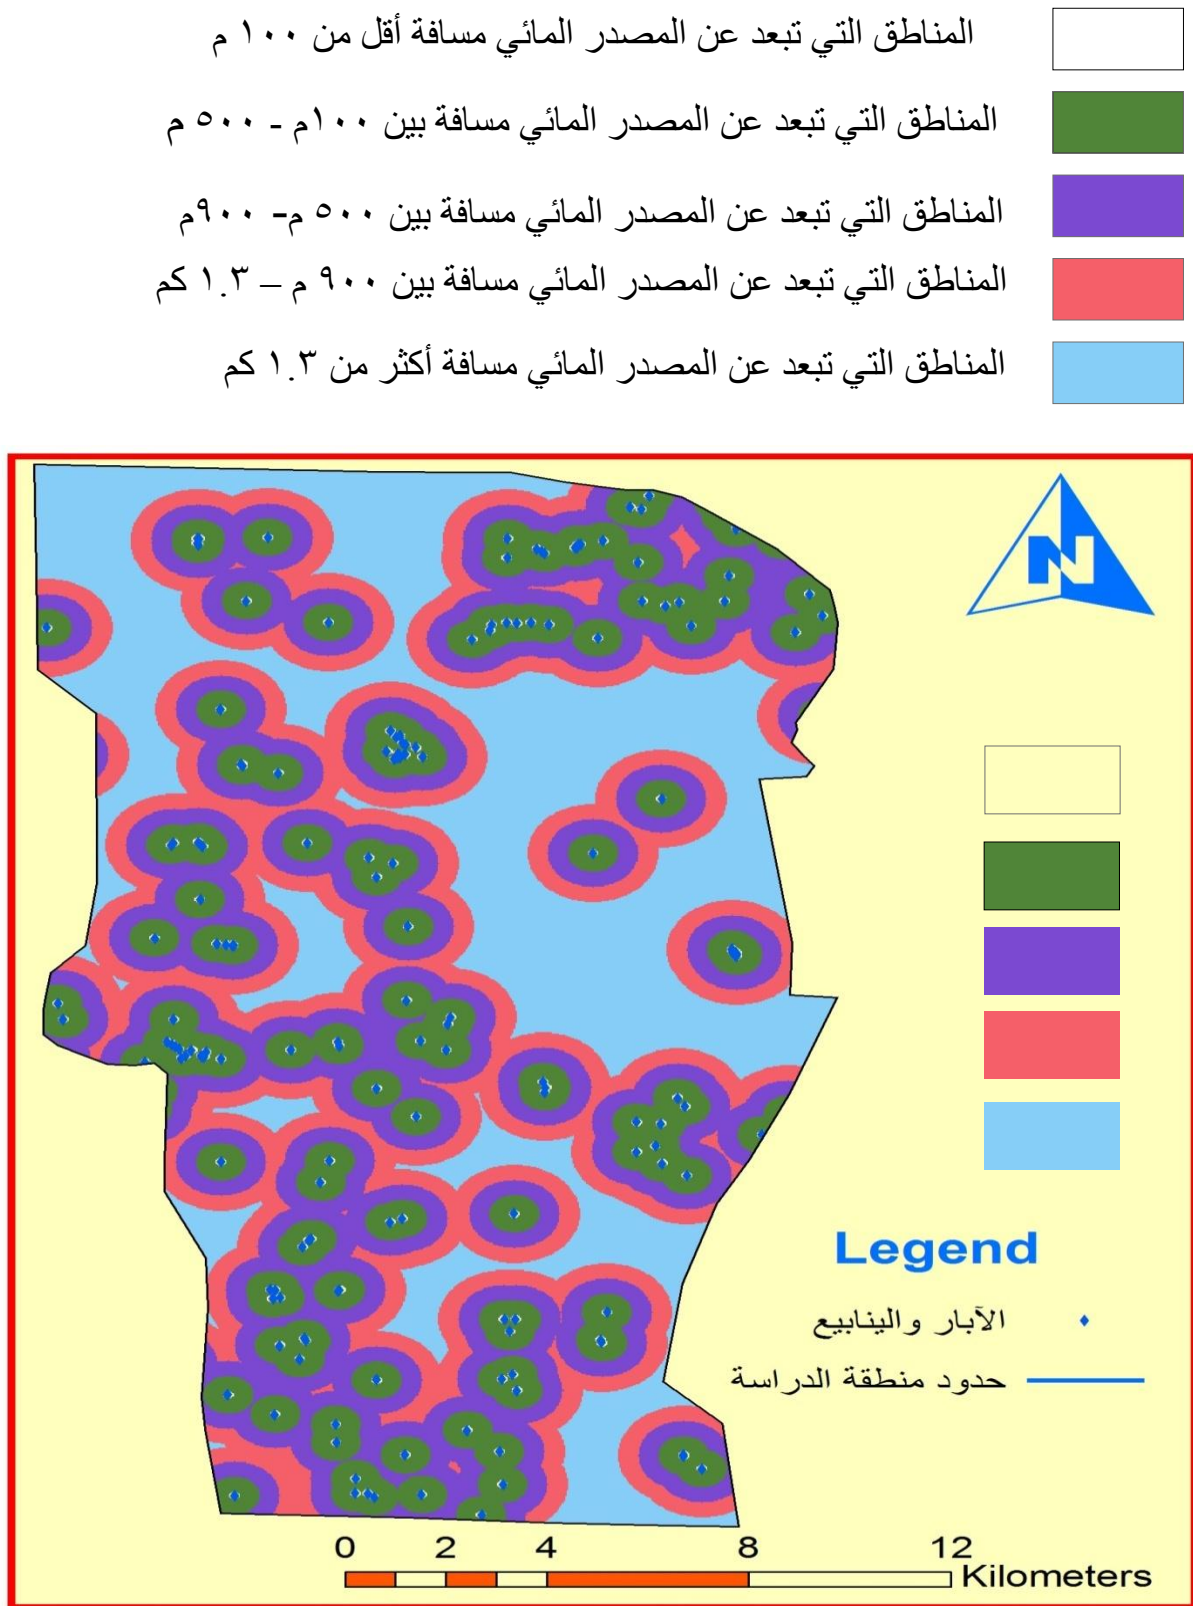 المناطق التي تبعد عن المصدر المائي مسافة أقل من ١٠٠ م
المناطق التي تبعد عن المصدر المائي مسافة بين ١٠٠م - ٥٠٠ م
المناطق التي تبعد عن المصدر المائي مسافة بين ٥٠٠ م- ٩٠٠م
المناطق التي تبعد عن المصدر المائي مسافة بين ٩٠٠ م – ١.٣ كم
المناطق التي تبعد عن المصدر المائي مسافة أكثر من ١.٣ كم
N
Legend
الآبار والينابيع
حدود منطقة الدراسة
0 2 4 8 12
Kilometers